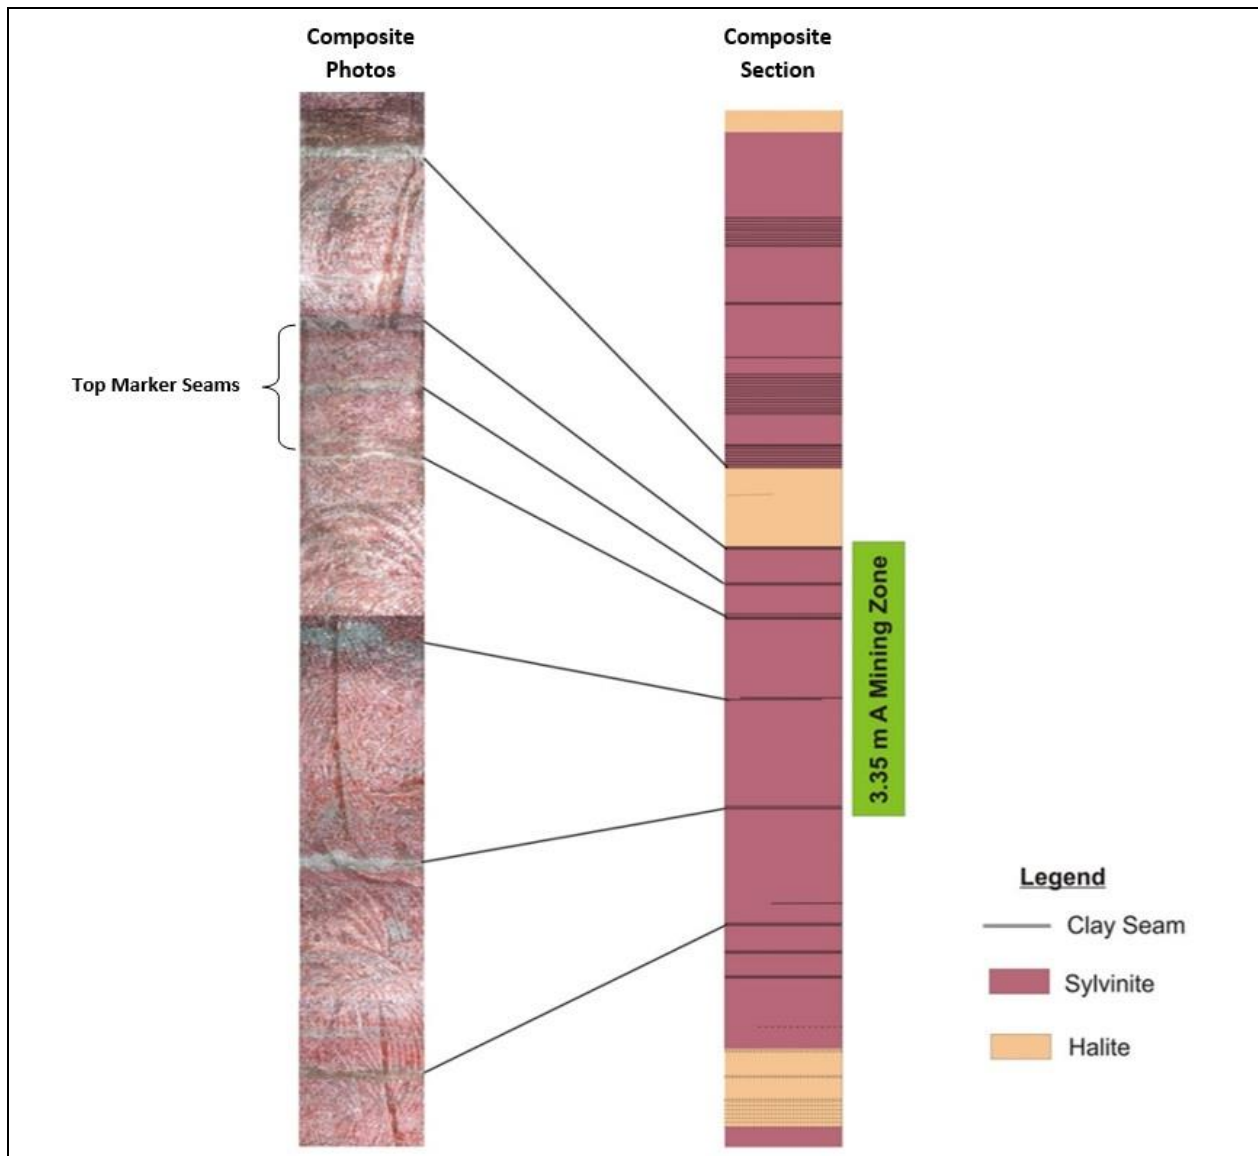 Composite
Photos
Composite
Section
Top Marker Seams
3.35 m A Mining Zone
Legend
Clay Seam
Sylvinite
Halite